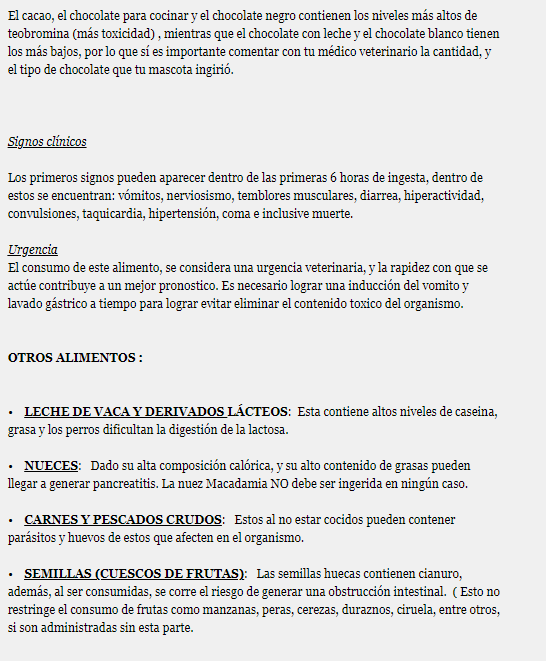 El cacao, el chocolate para cocinar y el chocolate negro contienen los niveles más altos de
teobromina (más toxicidad) , mientras que el chocolate con leche y el chocolate blanco tienen
los más bajos, por lo que sí es importante comentar con tu médico veterinario la cantidad, y
el tipo de chocolate que tu mascota ingirió.
Signos clínicos
Los primeros signos pueden aparecer dentro de las primeras 6 horas de ingesta, dentro de
estos se encuentran: vómitos, nerviosismo, temblores musculares, diarrea, hiperactividad,
convulsiones, taquicardia, hipertensión, coma e inclusive muerte.
Urgencia
El consumo de este alimento, se considera una urgencia veterinaria, y la rapidez con que se
actúe contribuye a un mejor pronostico. Es necesario lograr una inducción del vomito y
lavado gástrico a tiempo para lograr evitar eliminar el contenido toxico del organismo.
OTROS ALIMENTOS :
• LECHE DE VACA Y DERIVADOS LÁCTEOS: Esta contiene altos niveles de caseina,
grasa y los perros dificultan la digestión de la lactosa.
• NUECES: Dado su alta composición calórica, y su alto contenido de grasas pueden
llegar a generar pancreatitis. La nuez Macadamia NO debe ser ingerida en ningún caso.
• CARNES Y PESCADOS CRUDOS: Estos al no estar cocidos pueden contener
parásitos y huevos de estos que afecten en el organismo.
• SEMILLAS (CUESCOS DE FRUTAS): Las semillas huecas contienen cianuro,
además, al ser consumidas, se corre el riesgo de generar una obstrucción intestinal. ( Esto no
restringe el consumo de frutas como manzanas, peras, cerezas, duraznos, ciruela, entre otros,
si son administradas sin esta parte.